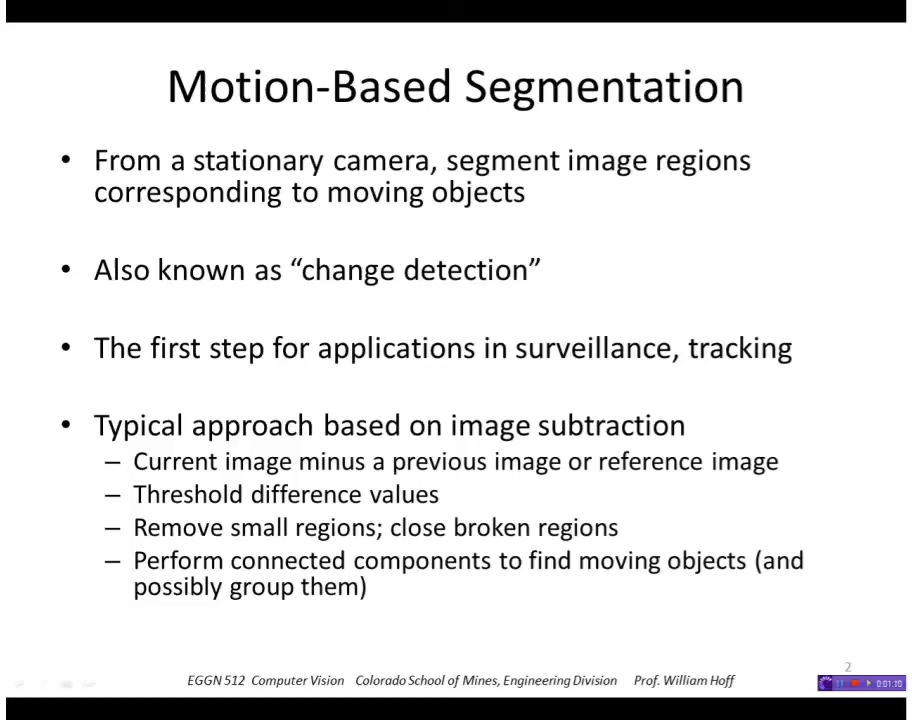 Motion-Based Segmentation
• From a stationary camera, segment image regions
corresponding to moving objects
• Also known as “change detection”
• The first step for applications in surveillance, tracking
• Typical approach based on image subtraction
– Current image minus a previous image or reference image
– Threshold difference values
– Remove small regions; close broken regions
– Perform connected components to find moving objects (and
possibly group them)
2
EGGN 512 Computer Vision Colorado School of Mines, Engineering Division Prof. William Hoff
0:01:10